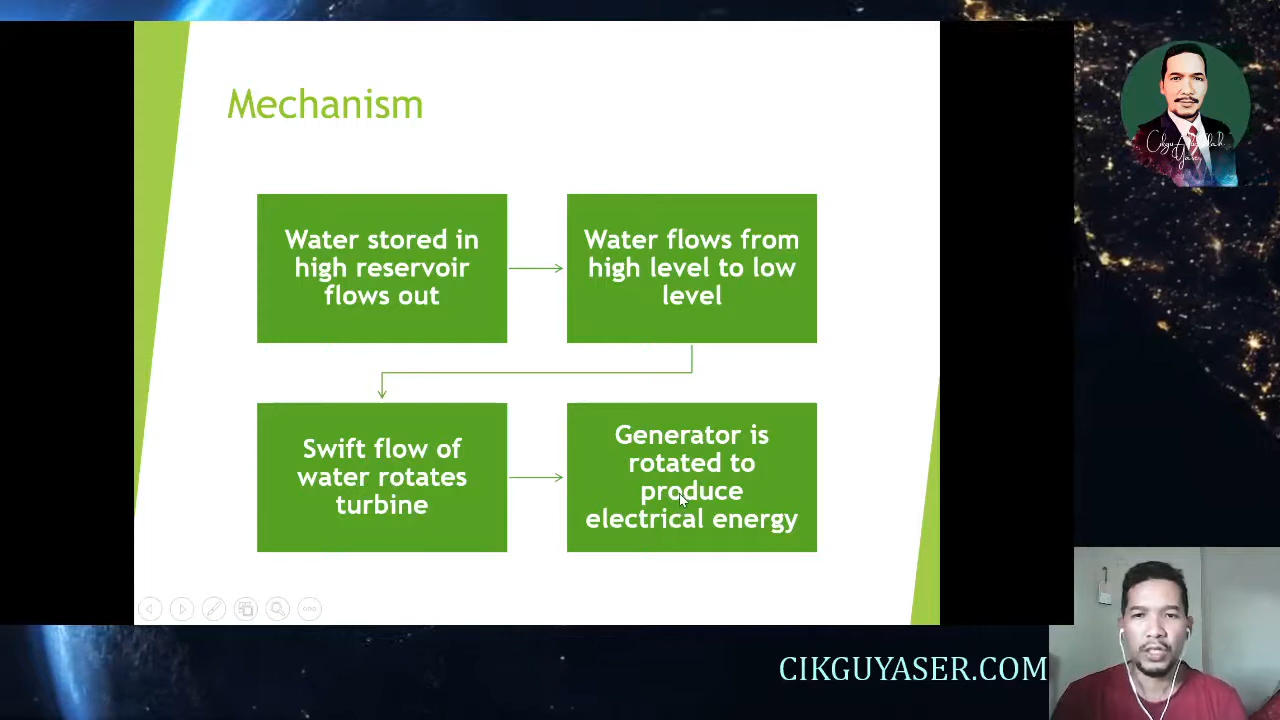 Mechanism
Water stored in
high reservoir
flows out
Water flows from
high level to low
level
Swift flow of
water rotates
turbine
Generator is
rotated to
produce
electrical energy
CIKGUYASER.COM